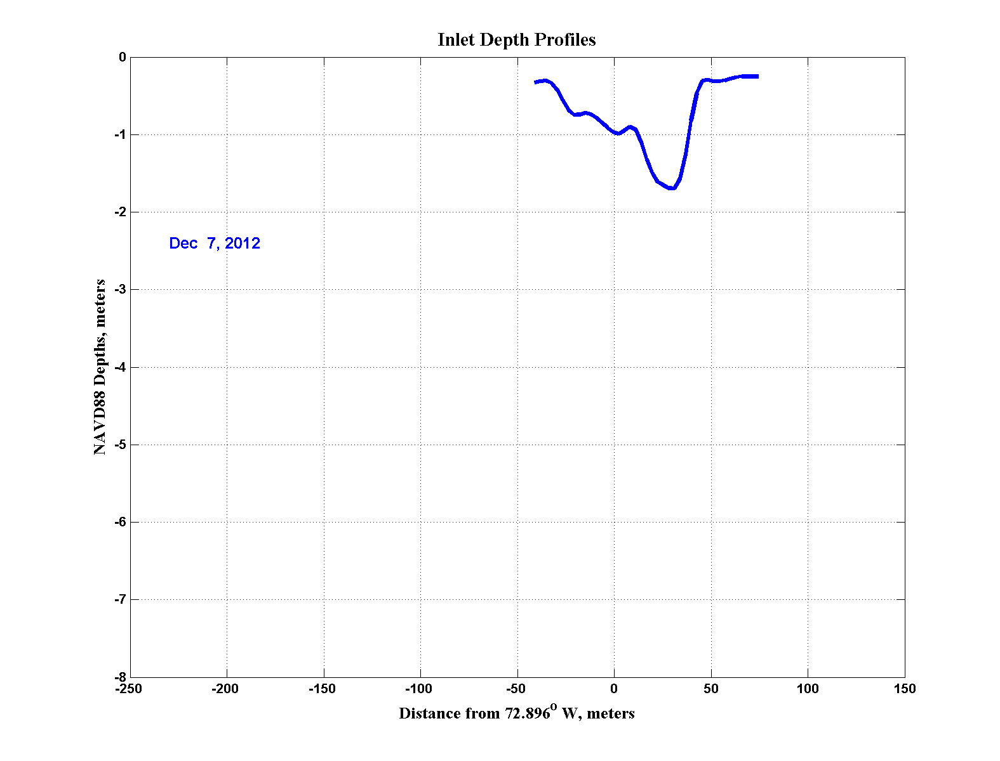 Inlet Depth Profiles
0
-1
-2
Dec 7, 2012
-3
-4
-5
-6
-7
-8
NAVD88 Depths, meters
-250 -200 -150 -100 -50 0 50 100 150
Distance from 72.896o W, meters